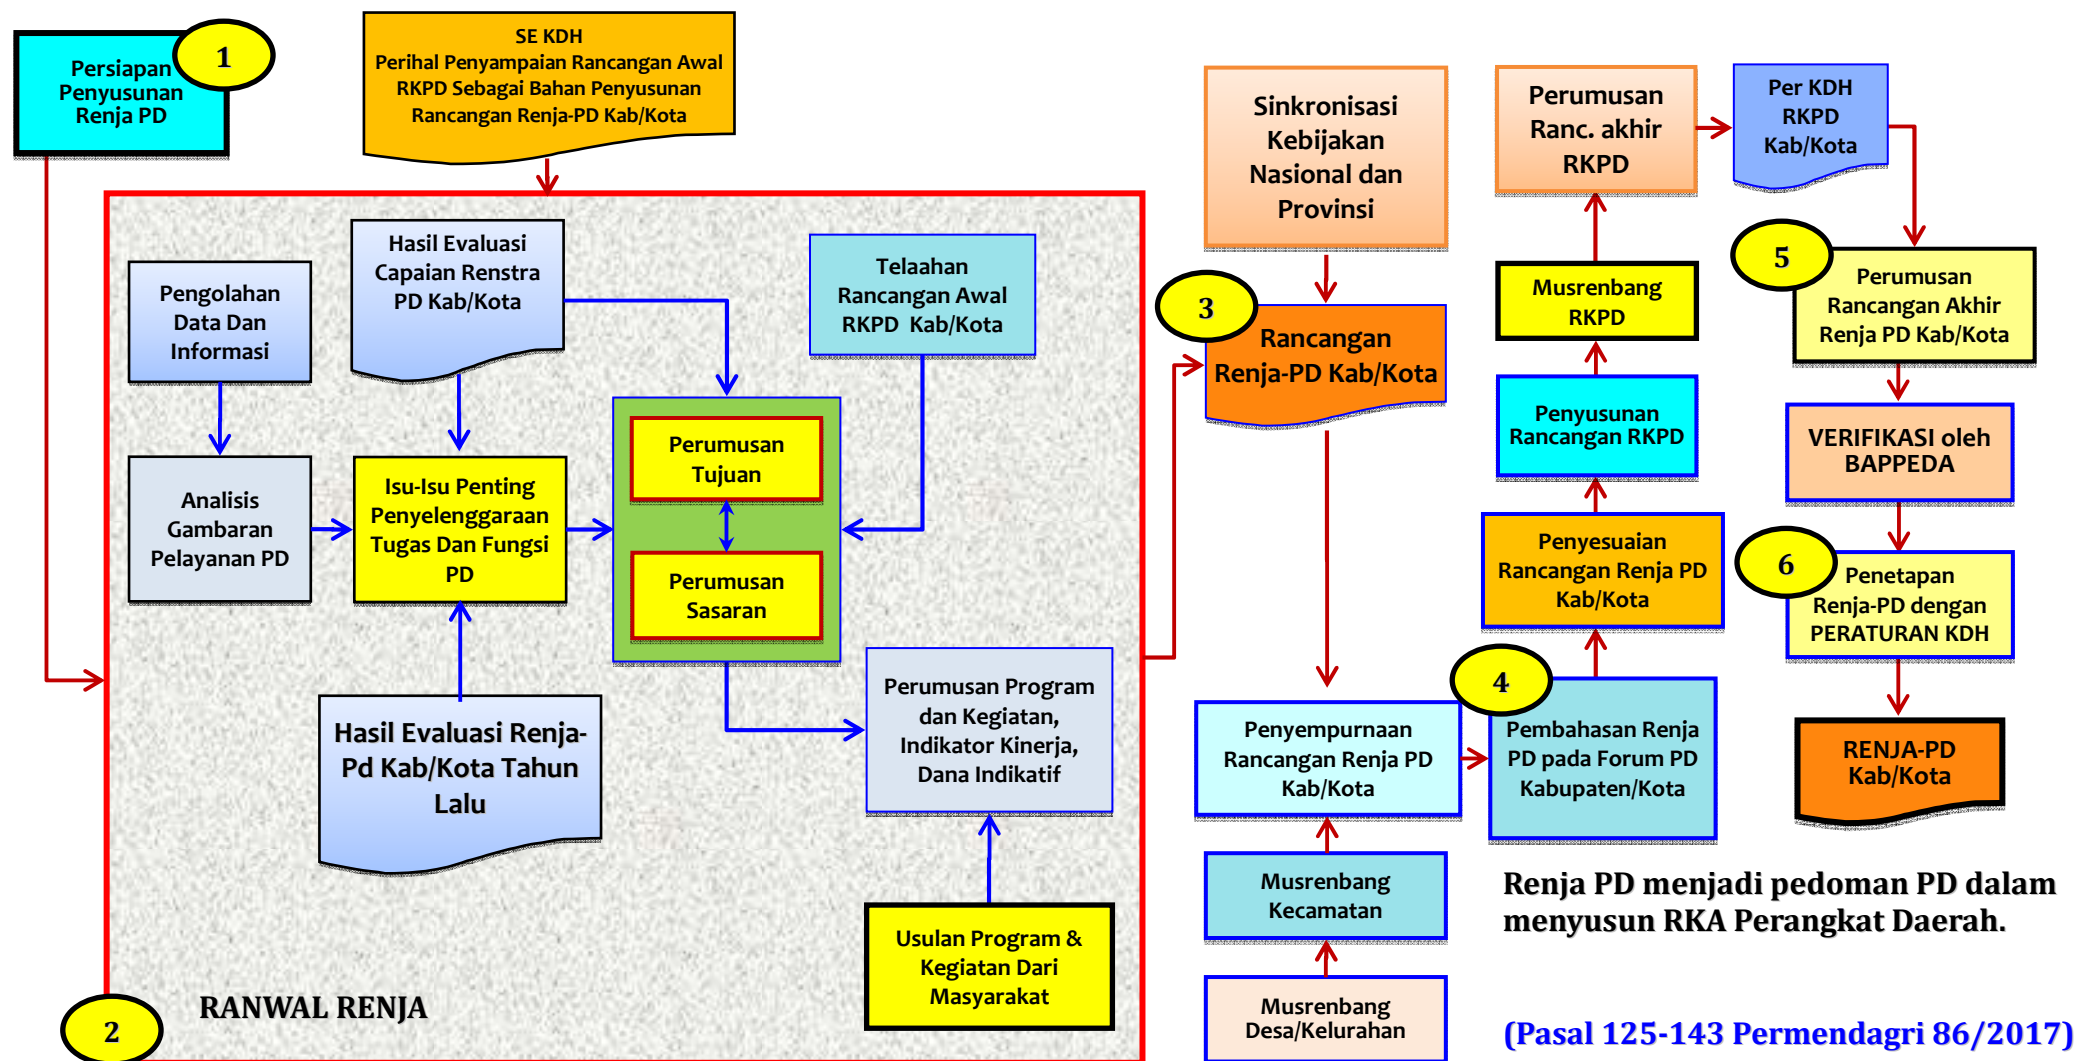 1
Persiapan
Penyusunan
Renja PD
SE KDH
Perihal Penyampaian Rancangan Awal
RKPD Sebagai Bahan Penyusunan
Rancangan Renja-PD Kab/Kota
Pengolahan
Data Dan
Informasi
Hasil Evaluasi
Capaian Renstra
PD Kab/Kota
Telaahan
Rancangan Awal
RKPD Kab/Kota
Analisis
Gambaran
Pelayanan PD
Isu-Isu Penting
Penyelenggaraan
Tugas Dan Fungsi
PD
Perumusan
Tujuan
Perumusan
Sasaran
Hasil Evaluasi Renja-
Pd Kab/Kota Tahun
Lalu
Perumusan Program
dan Kegiatan,
Indikator Kinerja,
Dana Indikatif
Usulan Program &
Kegiatan Dari
Masyarakat
2
RANWAL RENJA
Sinkronisasi
Kebijakan
Nasional dan
Provinsi
3
Rancangan
Renja-PD Kab/Kota
Penyempurnaan
Rancangan Renja PD
Kab/Kota
Musrenbang
Kecamatan
Musrenbang
Desa/Kelurahan
4
Pembahasan Renja
PD pada Forum PD
Kabupaten/Kota
Penyesuaian
Rancangan Renja PD
Kab/Kota
Penyusunan
Rancangan RKPD
Musrenbang
RKPD
Perumusan
Ranc. akhir
RKPD
Per KDH
RKPD
Kab/Kota
5
Perumusan
Rancangan Akhir
Renja PD Kab/Kota
VERIFIKASI oleh
BAPPEDA
6
Penetapan
Renja-PD dengan
PERATURAN KDH
RENJA-PD
Kab/Kota
Renja PD menjadi pedoman PD dalam
menyusun RKA Perangkat Daerah.
(Pasal 125-143 Permendagri 86/2017)